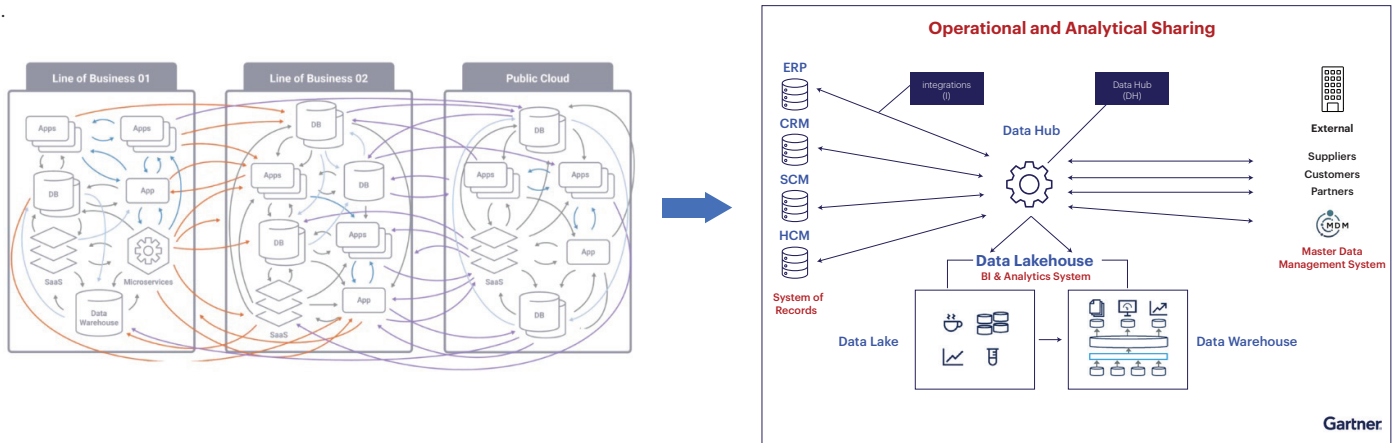 .
Line of Business 01
Apps
Apps
DB
App
SaaS
Microservices
Data
Warehouse
Line of Business 02
DB
Apps
DB
DB
Apps
SaaS
App
Public Cloud
DB
Apps
Apps
SaaS
App
DB
Operational and Analytical Sharing
ERP
CRM
SCM
HCM
System of
Records
integrations
(I)
Data Hub
(DH)
Data Hub
External
Suppliers
Customers
Partners
MDM
Master Data
Management System
Data Lakehouse
BI & Analytics System
Data Lake
Data Warehouse
Gartner